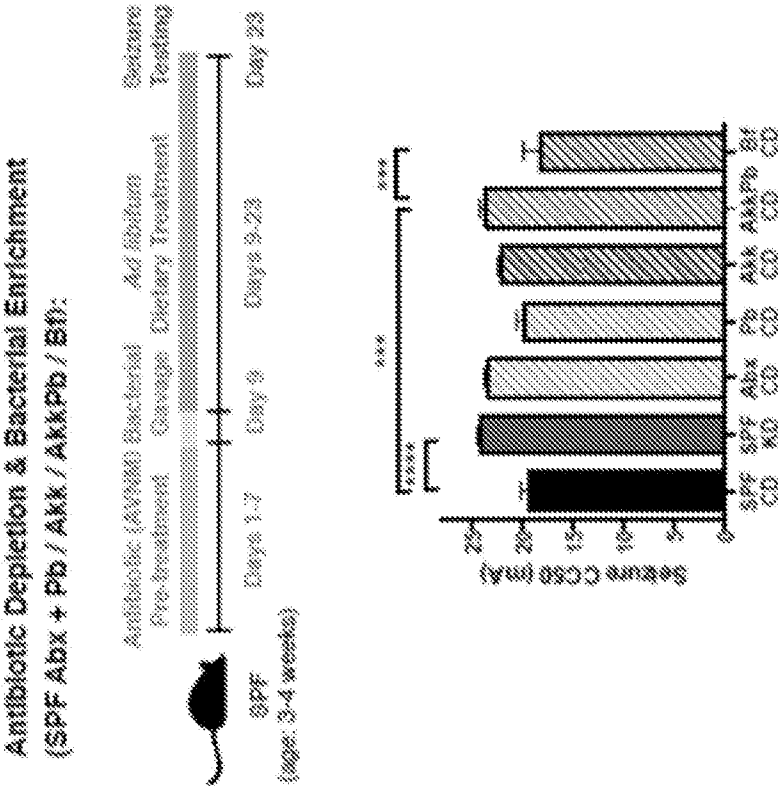 Antibiotic Depletion & Bacterial Enrichment
(SPF Abx + Pb / Akk / AkkPb / Bf):
Antibiotic (AVNM) Bacterial Ad libitum Seizure
Pre-treatment Gavage Dietary Treatment Testing
SPF Days 1-7 Day 9 Days 9-23 Day 23
(age: 3-4 weeks)
Seizure CC50 (mA)
25
20
15
10
5
0
**** *** ***
SPF SPF Abx Pb Akk AkkPb Bf
CD KD CD CD CD CD CD